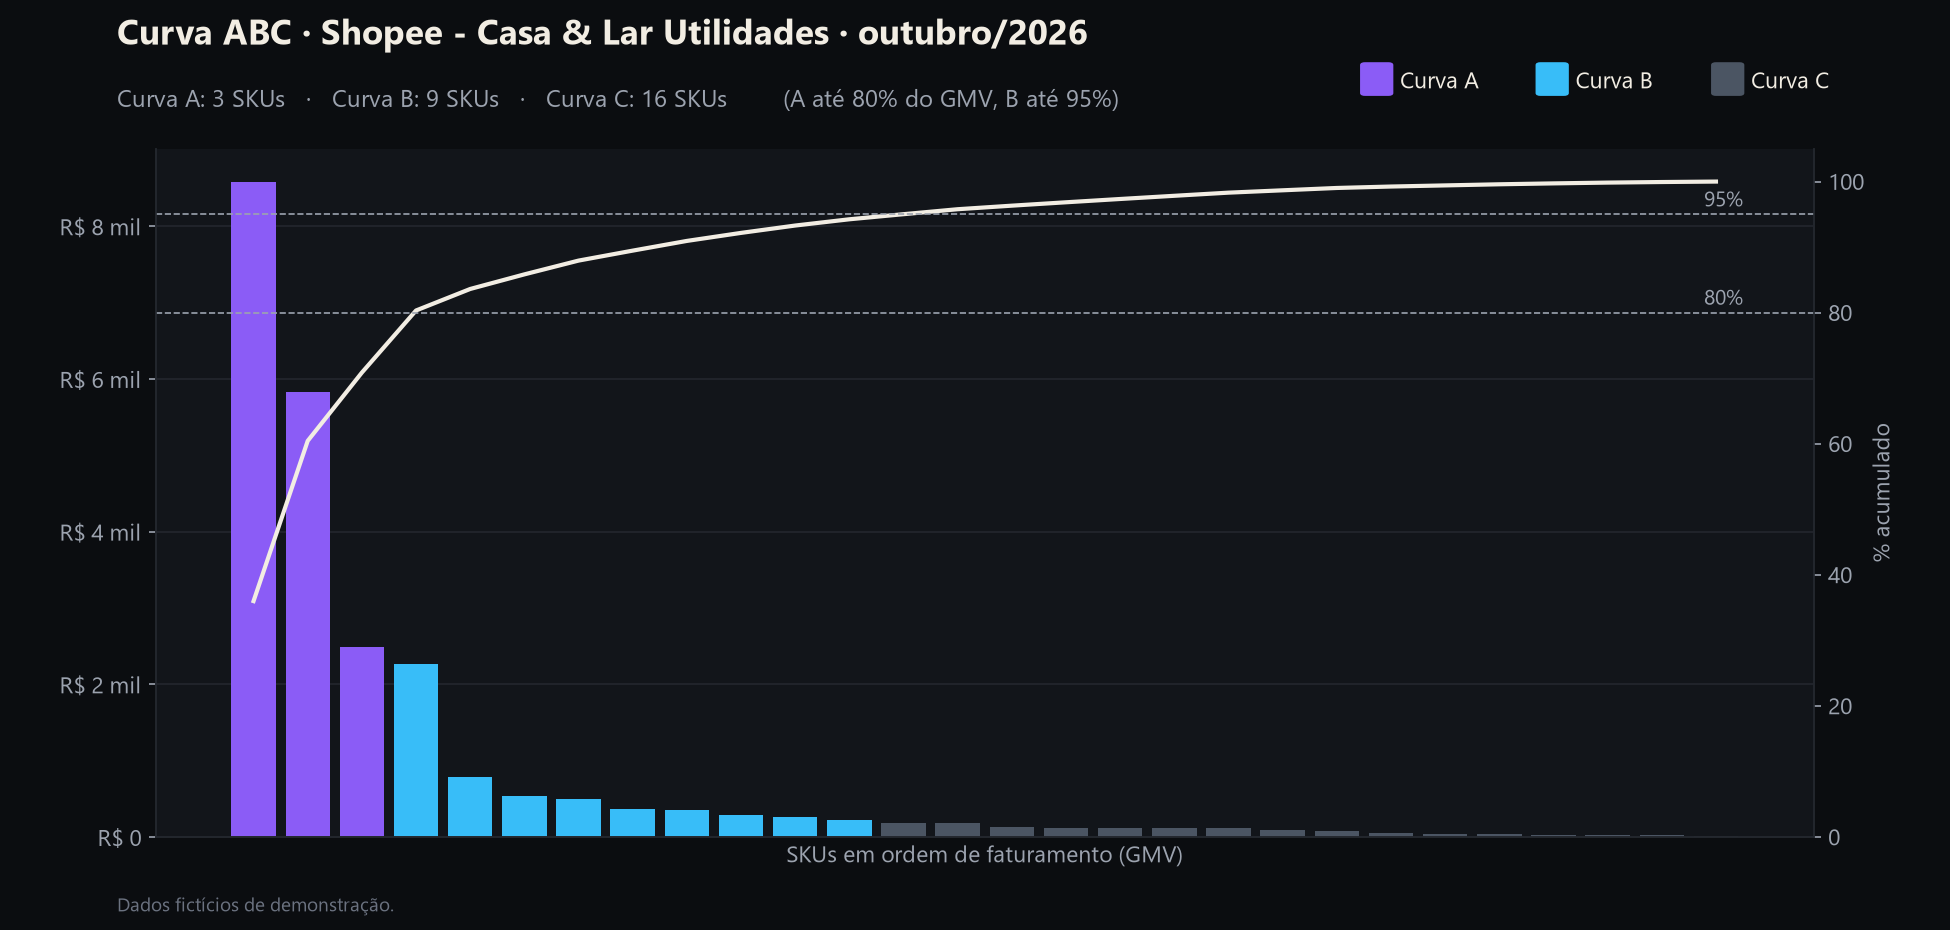 Curva ABC · Shopee - Casa & Lar Utilidades · outubro/2026
Curva A: 3 SKUs · Curva B: 9 SKUs · Curva C: 16 SKUs (A até 80% do GMV, B até 95%)
Curva A
Curva B
Curva C
R$ 8 mil
R$ 6 mil
R$ 4 mil
R$ 2 mil
R$ 0
95%
80%
100
80
60
40
20
0
% acumulado
SKUs em ordem de faturamento (GMV)
Dados fictícios de demonstração.